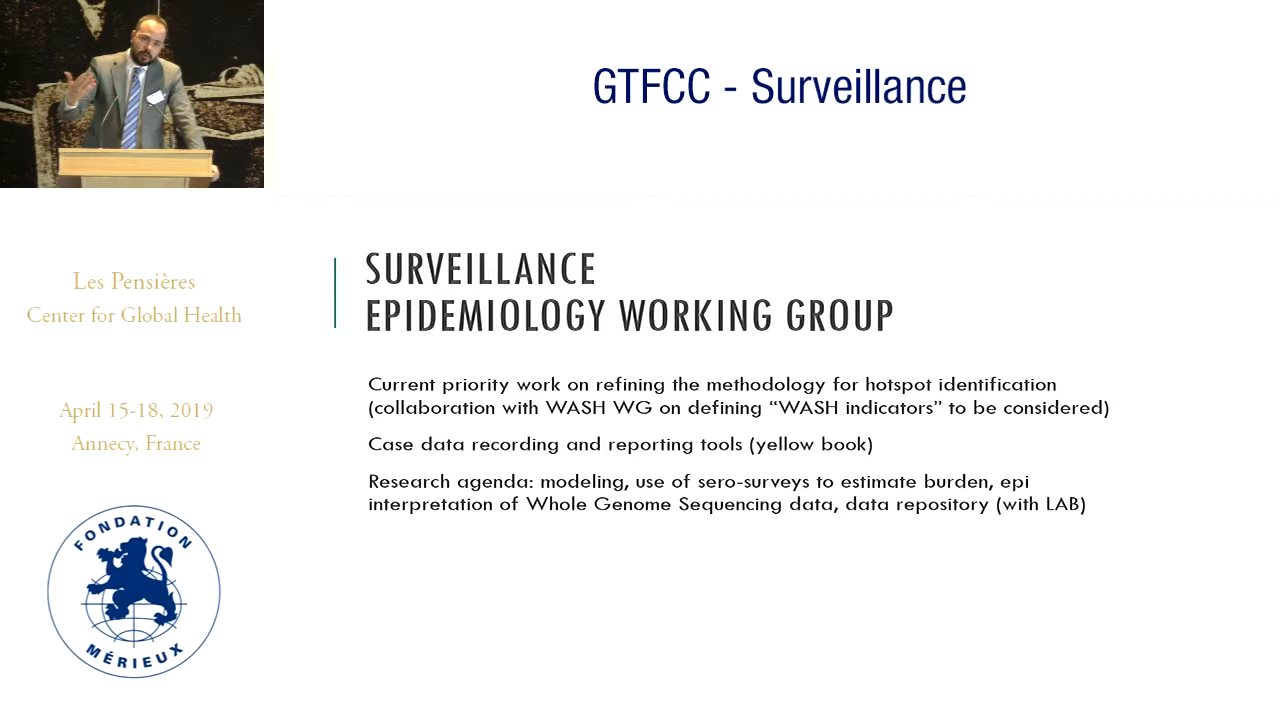 GTFCC - Surveillance
Les Pensières
Center for Global Health
April 15-18, 2019
Annecy, France
FONDATION
MÉRIEUX
SURVEILLANCE
EPIDEMIOLOGY WORKING GROUP
Current priority work on refining the methodology for hotspot identification
(collaboration with WASH WG on defining “WASH indicators” to be considered)
Case data recording and reporting tools (yellow book)
Research agenda: modeling, use of sero-surveys to estimate burden, epi
interpretation of Whole Genome Sequencing data, data repository (with LAB)